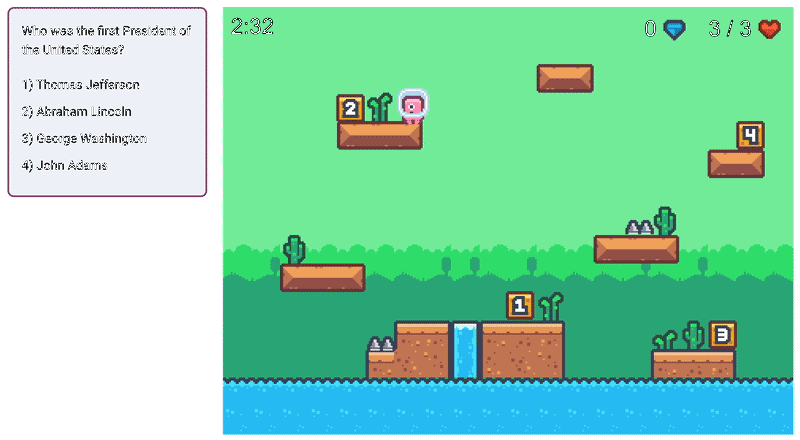 Who was the first President of
the United States?
1) Thomas Jefferson
2) Abraham Lincoln
3) George Washington
4) John Adams
2:32
0
3 / 3
2
4
1
3